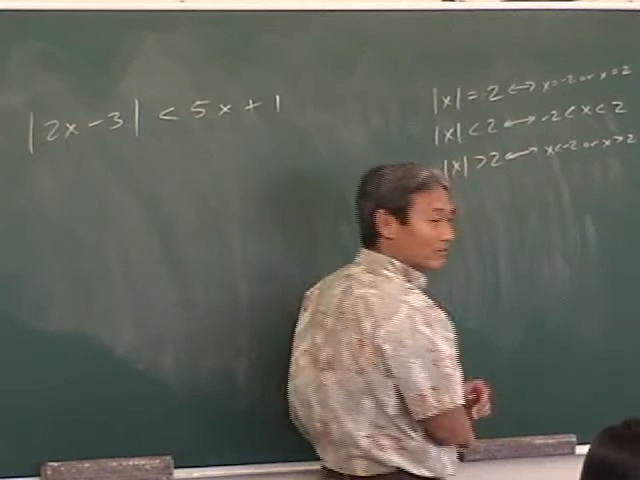 |2x-3| < 5x+1
|x| = 2 ↔ x=-2 or x=2
|x| < 2 ↔ -2 < x < 2
|x| > 2 ↔ x<-2 or x>2